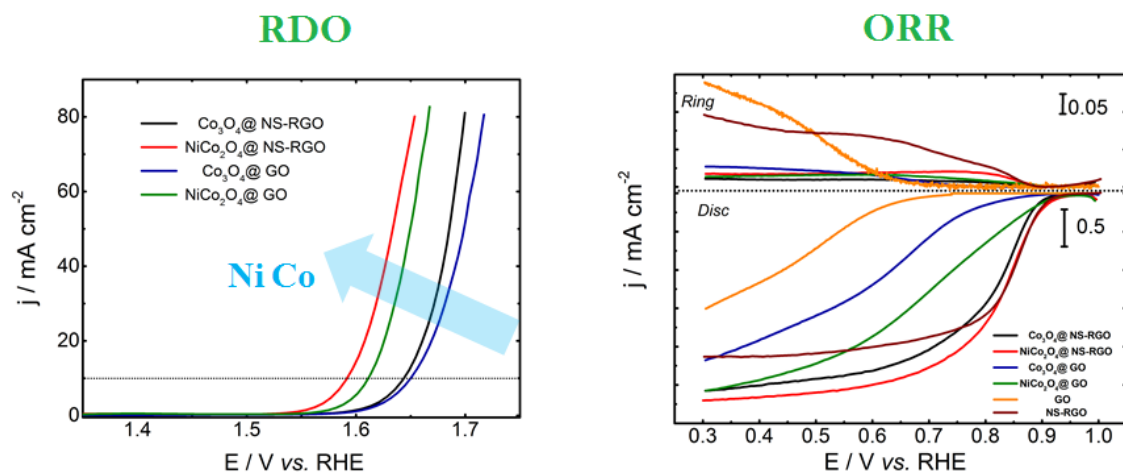 RDO
80
60
40
20
0
j / mA cm⁻²
Co₃O₄@ NS-RGO
NiCo₂O₄@ NS-RGO
Co₃O₄@ GO
NiCo₂O₄@ GO
Ni Co
1.4 1.5 1.6 1.7
E / V vs. RHE
ORR
Ring
0.05
Disc
0.5
j / mA cm⁻²
Co₃O₄@ NS-RGO
NiCo₂O₄@ NS-RGO
Co₃O₄@ GO
NiCo₂O₄@ GO
GO
NS-RGO
0.3 0.4 0.5 0.6 0.7 0.8 0.9 1.0
E / V vs. RHE